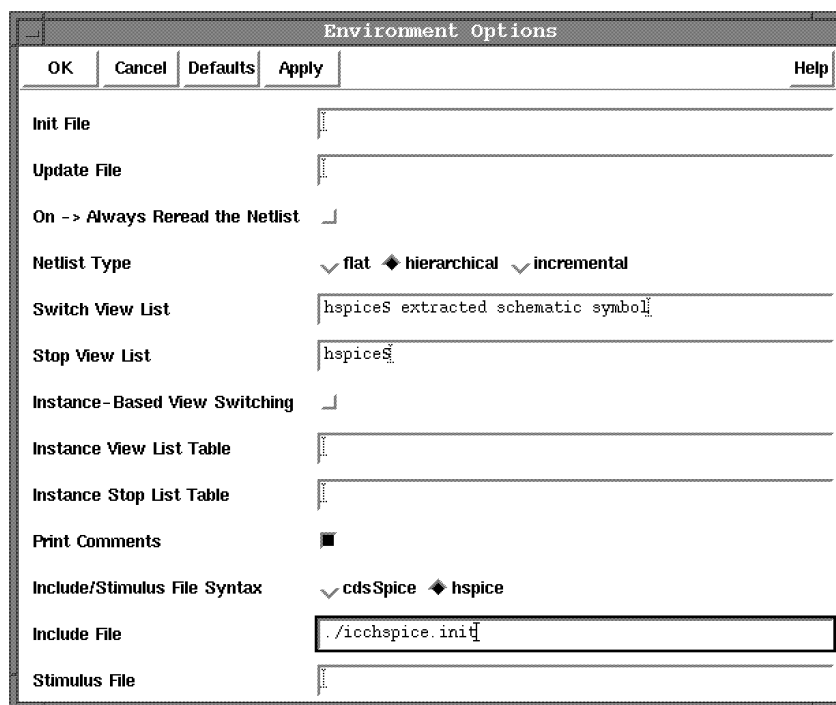 Environment Options
OK Cancel Defaults Apply Help
Init File
Update File
On -> Always Reread the Netlist
Netlist Type flat hierarchical incremental
Switch View List hspiceS extracted schematic symbol
Stop View List hspiceS
Instance-Based View Switching
Instance View List Table
Instance Stop List Table
Print Comments
Include/Stimulus File Syntax cdsSpice hspice
Include File ./icchspice.init
Stimulus File